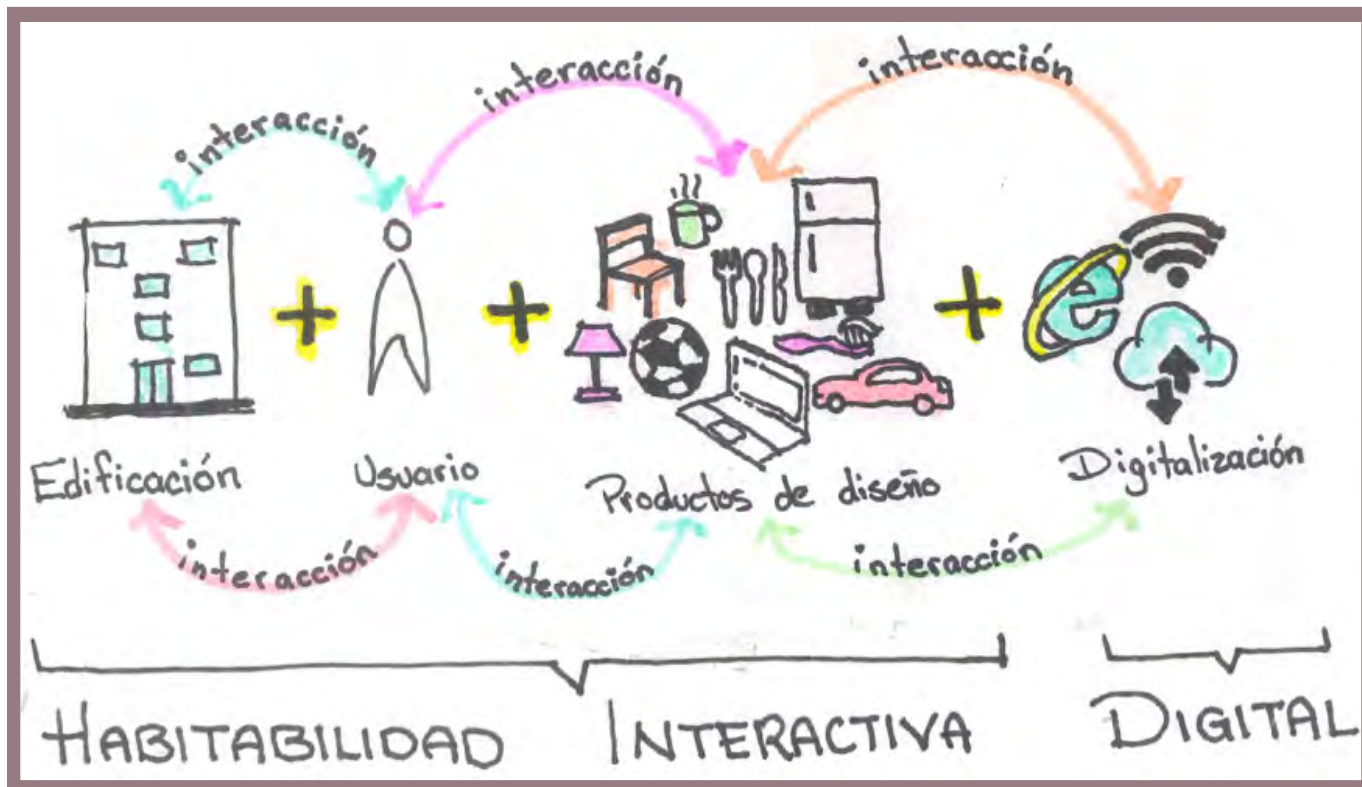 interacción
interacción
interacción
+ + +
e
Edificación
Usuario
Productos de diseño
Digitalización
interacción
interacción
interacción
HABITABILIDAD INTERACTIVA DIGITAL